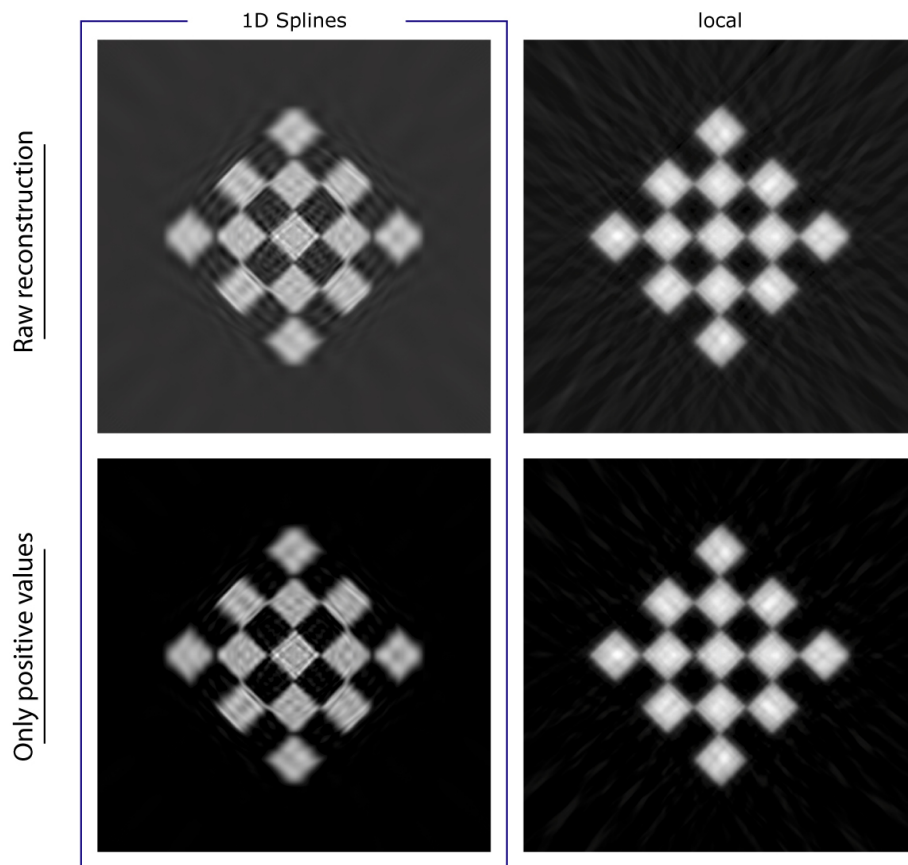 1D Splines
local
Raw reconstruction
Only positive values